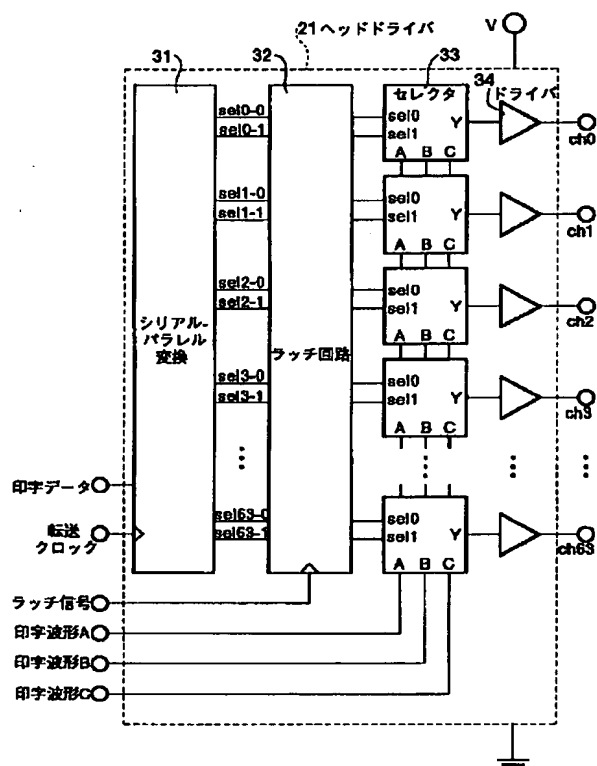 V
21ヘッドドライバ
31
32
33
セレクタ
34
ドライバ
sel0-0
sel0-1
sel0
sel1
Y
A B C
ch0
sel1-0
sel1-1
sel0
sel1
Y
A B C
ch1
sel2-0
sel2-1
sel0
sel1
Y
A B C
ch2
シリアル-
パラレル
変換
ラッチ回路
sel3-0
sel3-1
sel0
sel1
Y
A B C
ch3
印字データ
転送
クロック
sel63-0
sel63-1
sel0
sel1
Y
A B C
ch63
ラッチ信号
印字波形A
印字波形B
印字波形C